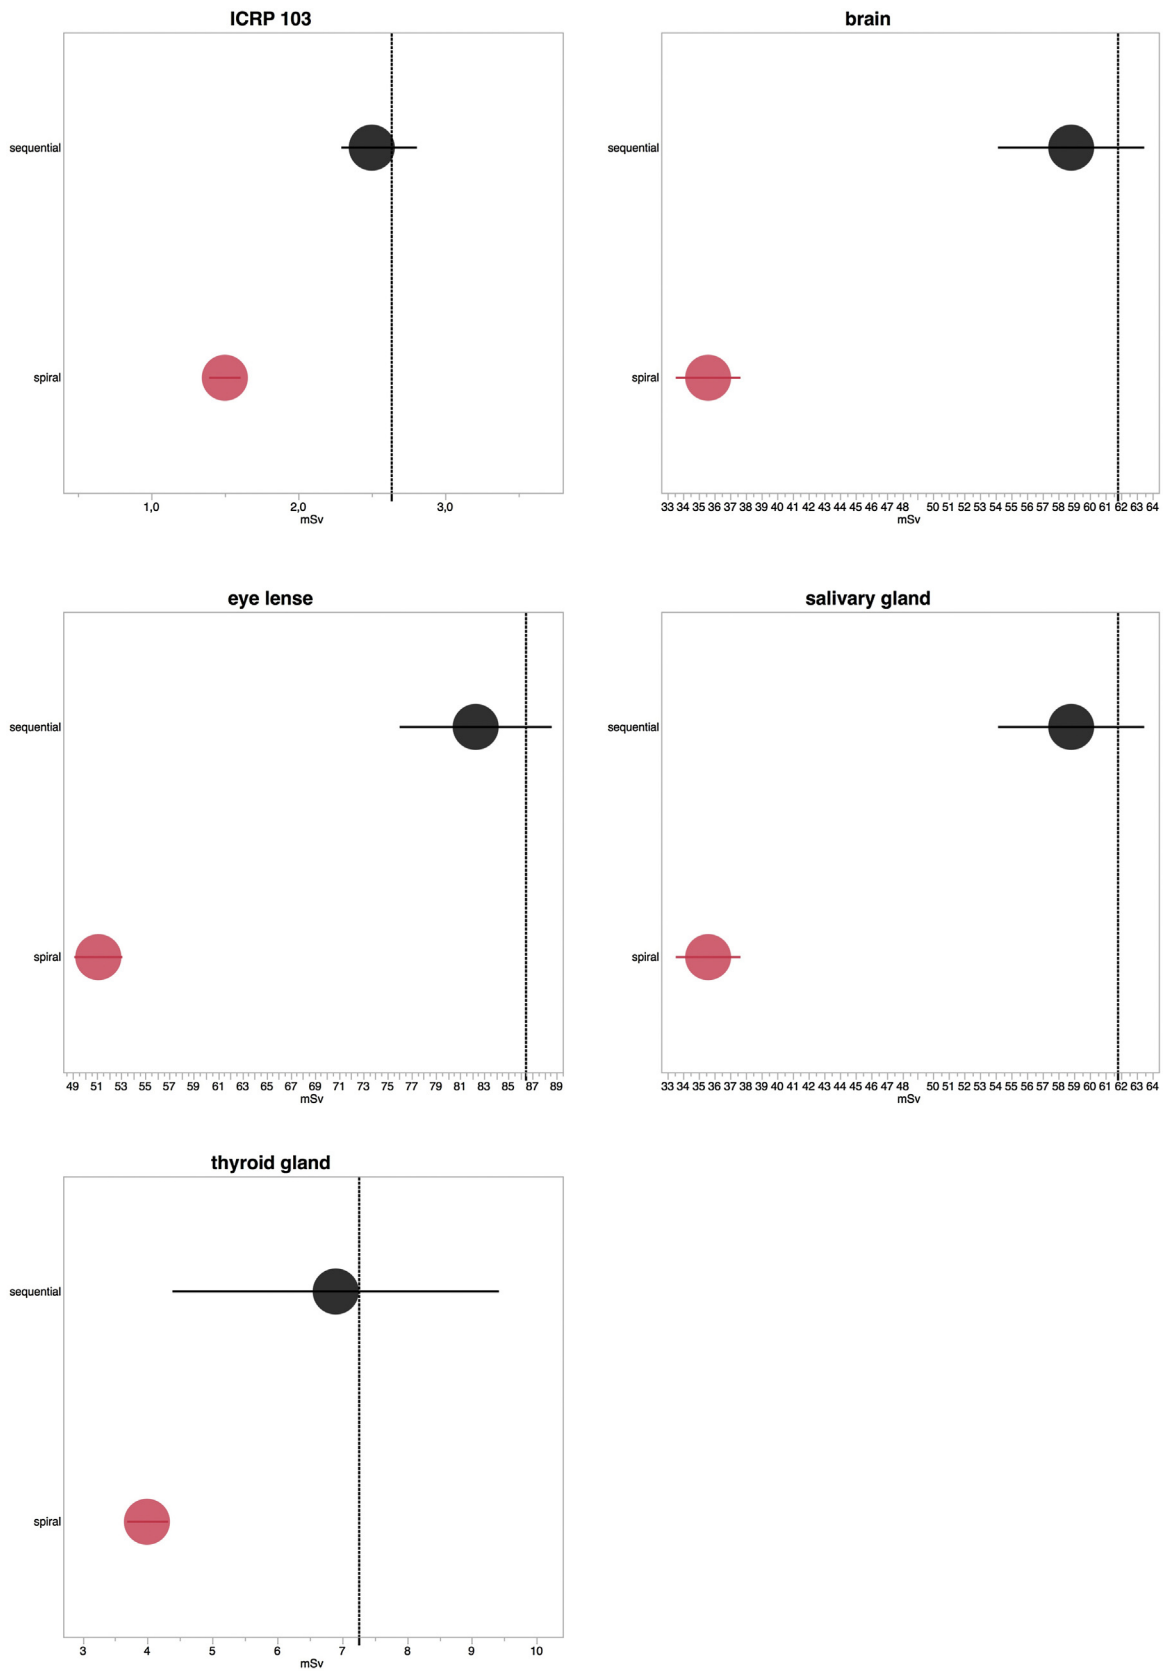 ICRP 103
sequential
spiral
1,0 2,0 3,0
mSv
brain
sequential
spiral
33 34 35 36 37 38 39 40 41 42 43 44 45 46 47 48 50 51 52 53 54 55 56 57 58 59 60 61 62 63 64
mSv
eye lense
sequential
spiral
49 51 53 55 57 59 61 63 65 67 69 71 73 75 77 79 81 83 85 87 89
mSv
salivary gland
sequential
spiral
33 34 35 36 37 38 39 40 41 42 43 44 45 46 47 48 50 51 52 53 54 55 56 57 58 59 60 61 62 63 64
mSv
thyroid gland
sequential
spiral
3 4 5 6 7 8 9 10
mSv